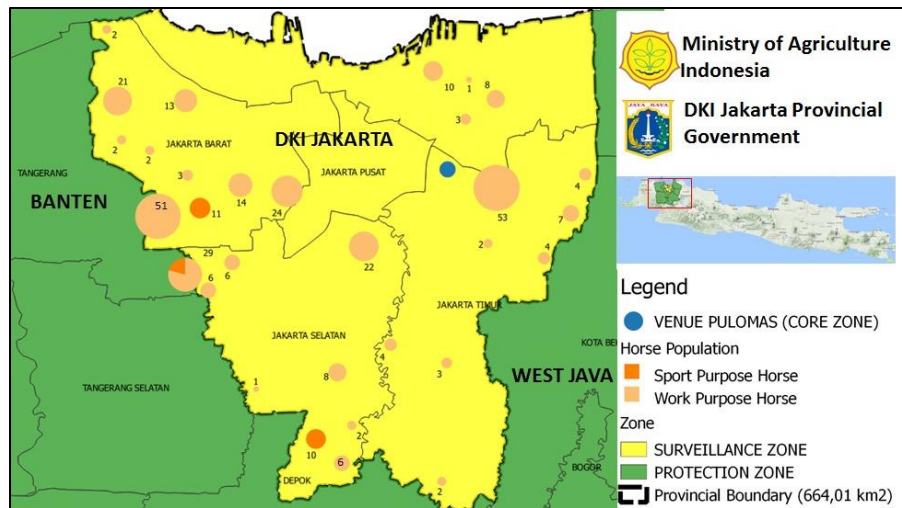 Ministry of Agriculture
Indonesia
JAYA RAYA
DKI Jakarta Provincial
Government
2
21
13
10
1
8
3
2
2
JAKARTA BARAT
DKI JAKARTA
TANGERANG
JAKARTA PUSAT
BANTEN
3
14
24
51
11
53
4
7
2
4
29
6
6
22
JAKARTA TIMUR
JAKARTA SELATAN
4
3
8
1
TANGERANG SELATAN
WEST JAVA
KOTA BE
2
10
6
DEPOK
2
BOGOR
Legend
VENUE PULOMAS (CORE ZONE)
Horse Population
Sport Purpose Horse
Work Purpose Horse
Zone
SURVEILLANCE ZONE
PROTECTION ZONE
Provincial Boundary (664,01 km2)